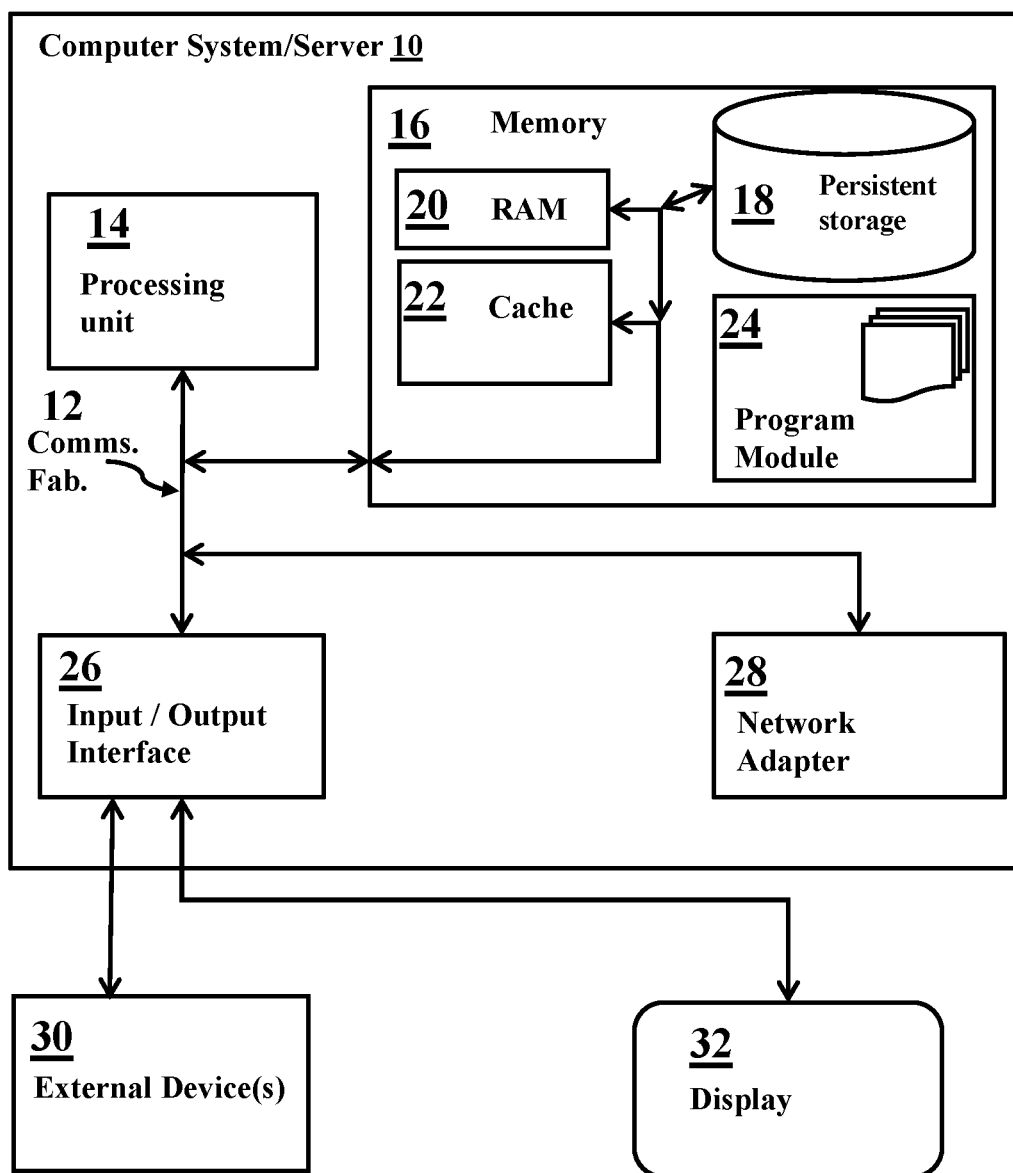 Computer System/Server 10
16 Memory
20 RAM
18 Persistent
storage
22 Cache
24
Program
Module
14
Processing
unit
12
Comms.
Fab.
26
Input / Output
Interface
28
Network
Adapter
30
External Device(s)
32
Display